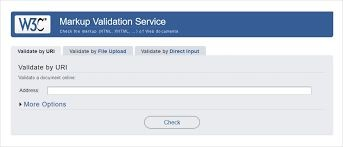 W3C® Markup Validation Service
Check the markup (HTML, XHTML, ...) of Web documents
Validate by URI Validate by File Upload Validate by Direct Input
Validate by URI
Validate a document online:
Address:
More Options
Check